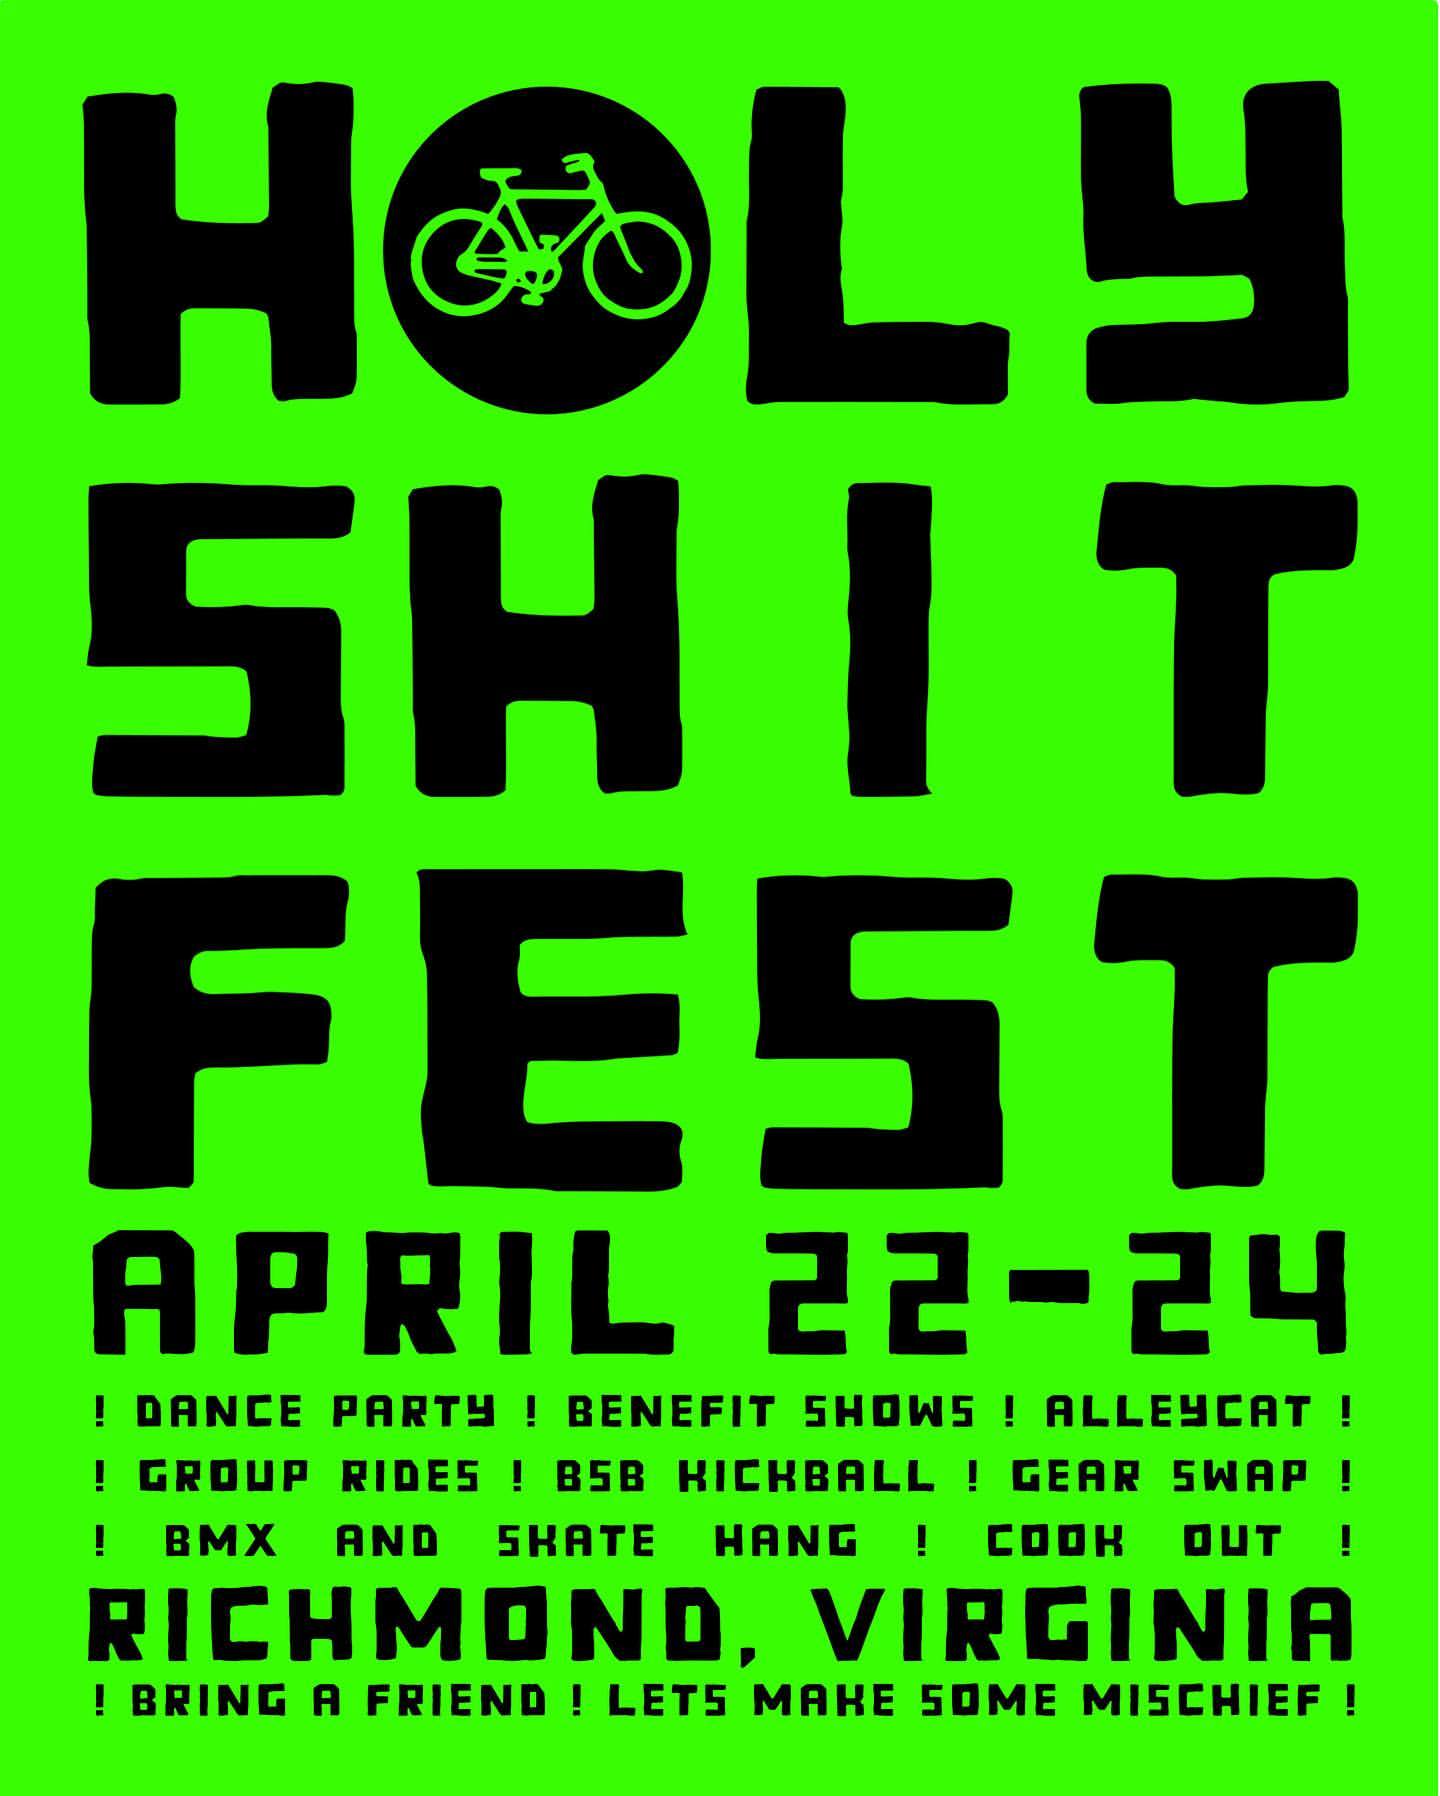 HOLY
SHIT
FEST
APRIL 22-24
! DANCE PARTY ! BENEFIT SHOWS ! ALLEYCAT !
! GROUP RIDES ! BSB KICKBALL ! GEAR SWAP !
! BMX AND SKATE HANG ! COOK OUT !
RICHMOND, VIRGINIA
! BRING A FRIEND ! LETS MAKE SOME MISCHIEF !